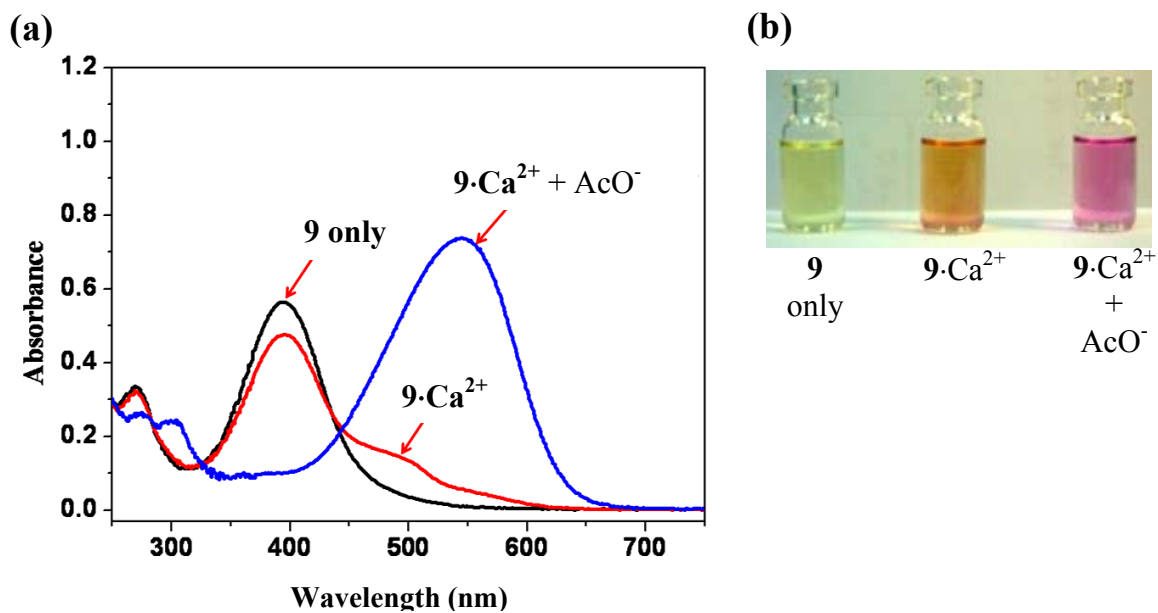 (a)
1.2
1.0
0.8
0.6
0.4
0.2
0.0
Absorbance
9·Ca²⁺ + AcO⁻
9 only
9·Ca²⁺
300 400 500 600 700
Wavelength (nm)
(b)
9 only
9·Ca²⁺
9·Ca²⁺ + AcO⁻